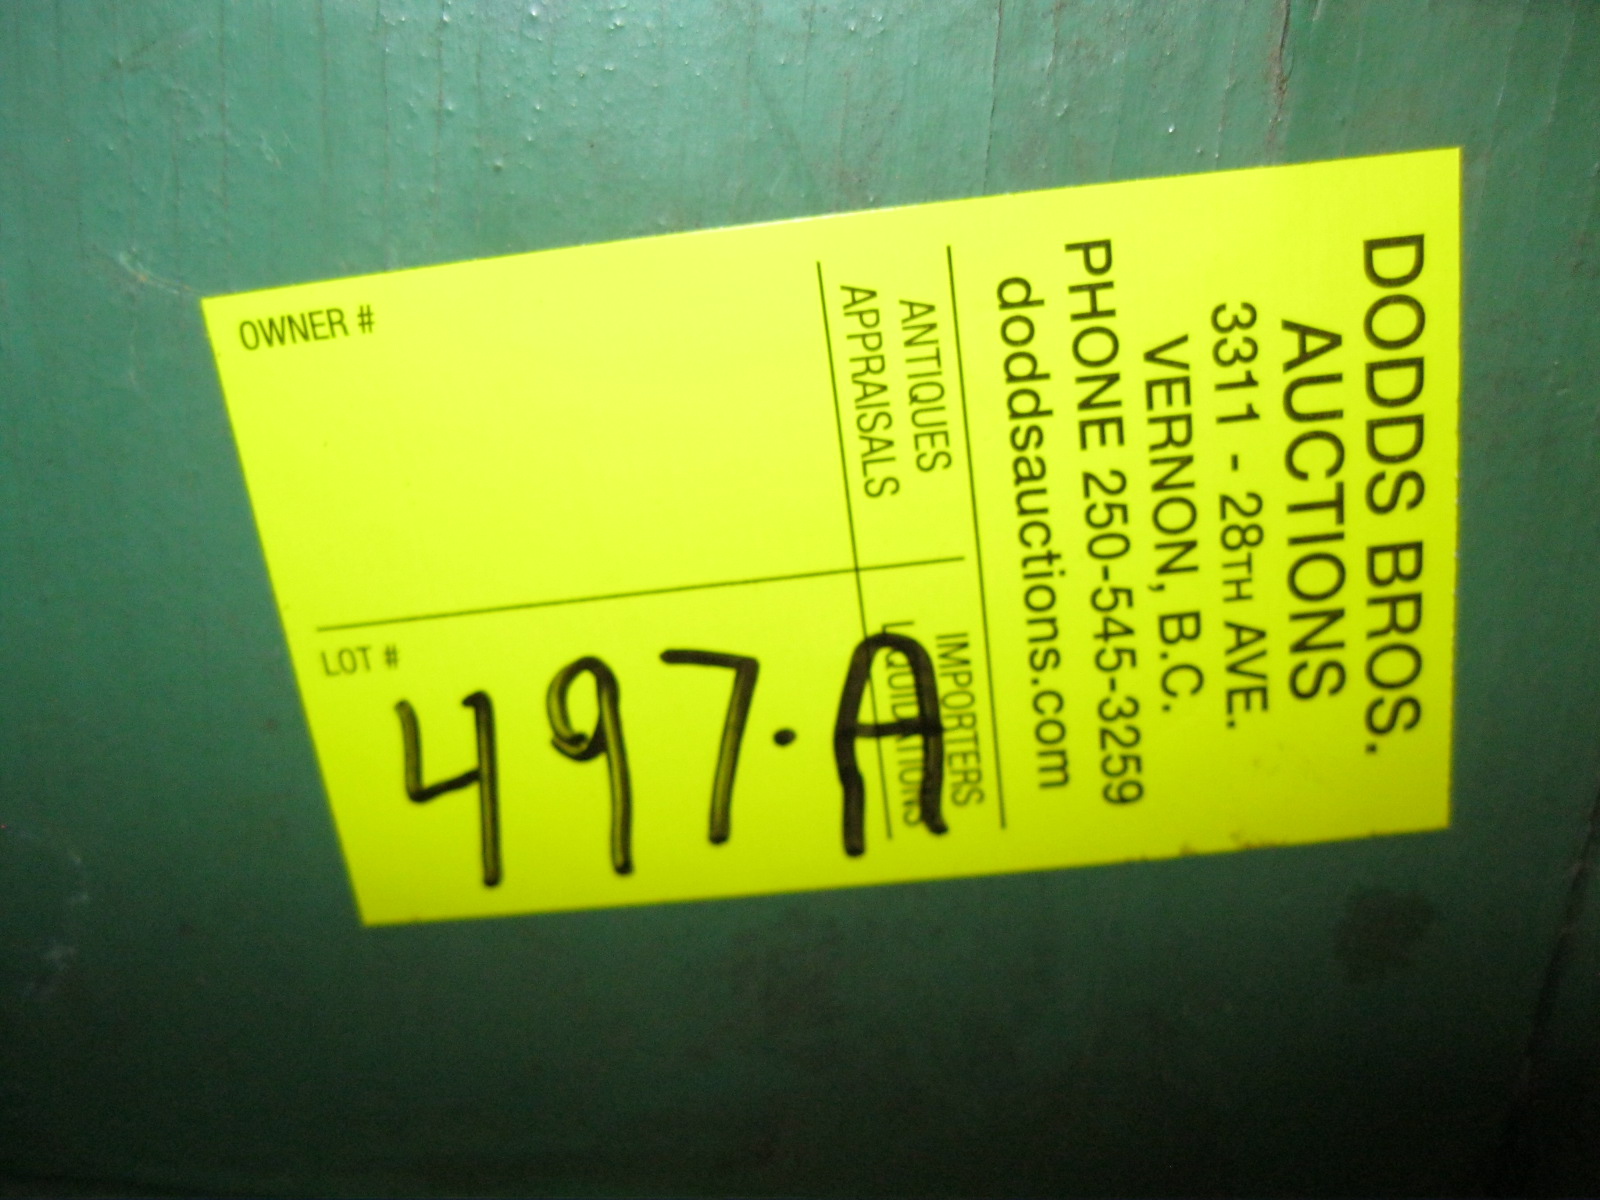 DODDS BROS.
AUCTIONS
3311 - 28TH AVE.
VERNON, B.C.
PHONE 250-545-3259
doddsauctions.com
ANTIQUES IMPORTERS
APPRAISALS LIQUIDATIONS
OWNER #
LOT #
497.A